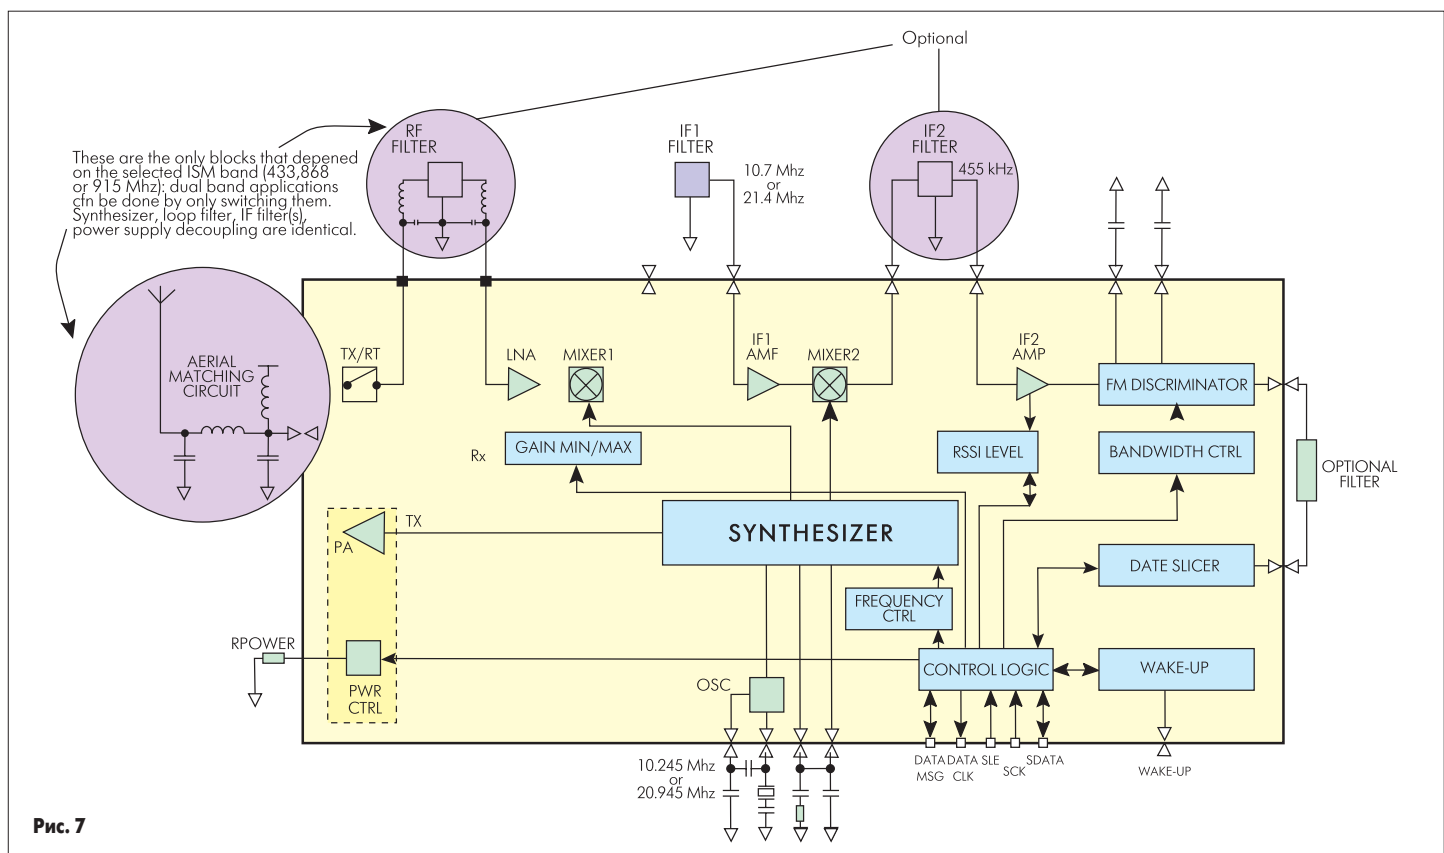 Optional
RF
FILTER
IF1
FILTER
10.7 Mhz
or
21.4 Mhz
IF2
FILTER
455 kHz
These are the only blocks that depened
on the selected ISM band (433,868
or 915 Mhz): dual band applications
cfn be done by only switching them.
Synthesizer, loop filter, IF filter(s),
power supply decoupling are identical.
AERIAL
MATCHING
CIRCUIT
TX/RT
LNA
MIXER1
IF1
AMF
MIXER2
IF2
AMP
FM DISCRIMINATOR
Rx
GAIN MIN/MAX
RSSI LEVEL
BANDWIDTH CTRL
OPTIONAL
FILTER
TX
PA
SYNTHESIZER
DATE SLICER
FREQUENCY
CTRL
RPOWER
PWR
CTRL
OSC
CONTROL LOGIC
WAKE-UP
10.245 Mhz
or
20.945 Mhz
DATA
MSG
DATA
CLK
SLE
SCK
SDATA
WAKE-UP
Рис. 7